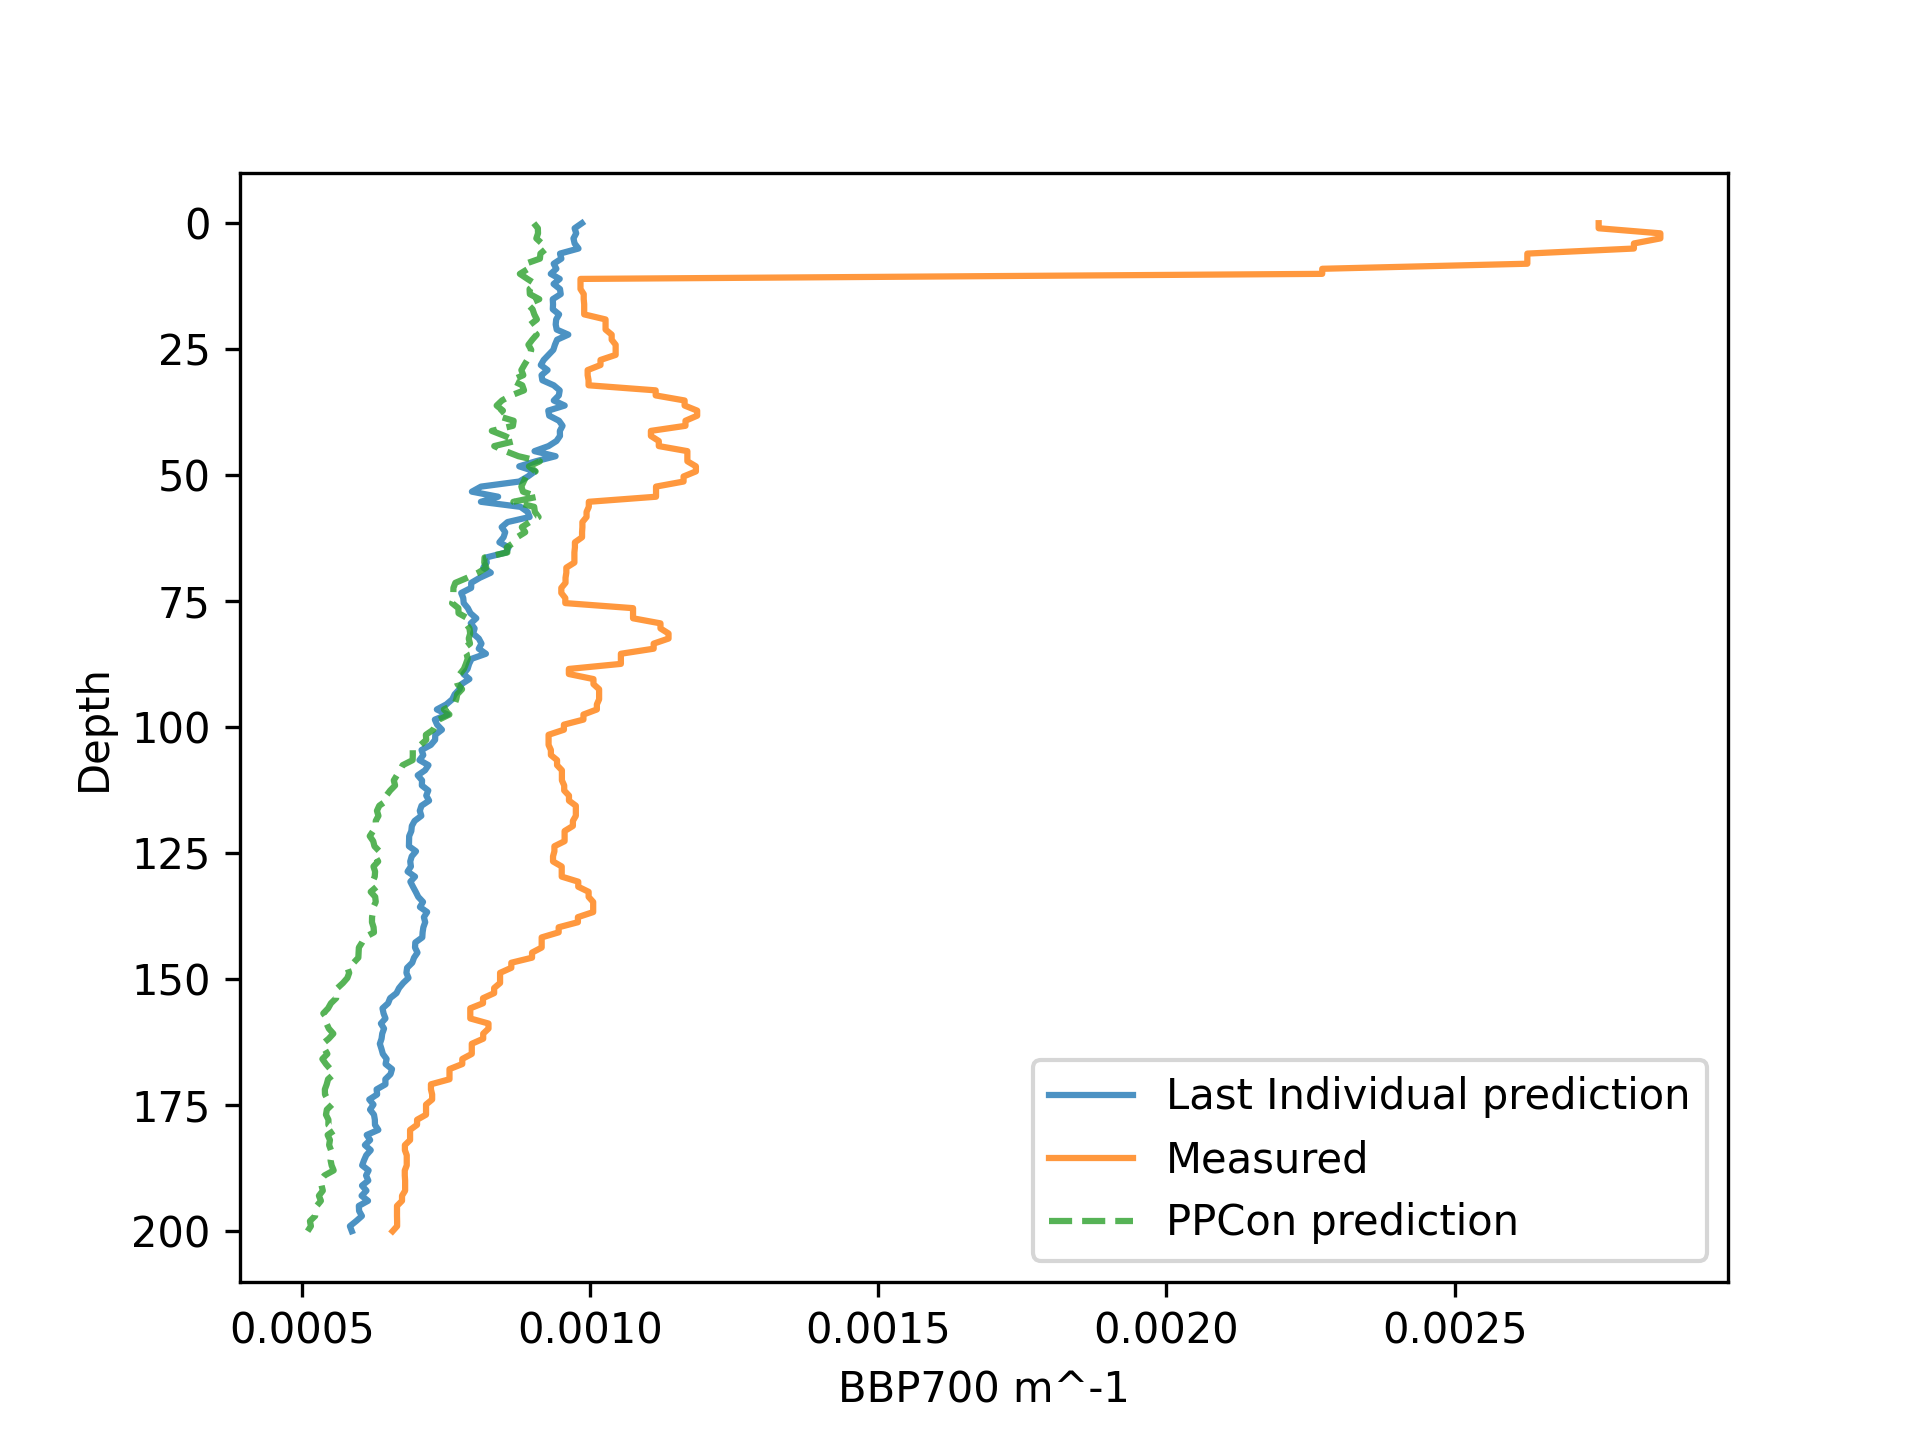 0
25
50
75
100
125
150
175
200
Depth
0.0005 0.0010 0.0015 0.0020 0.0025
BBP700 m^-1
Last Individual prediction
Measured
PPCon prediction